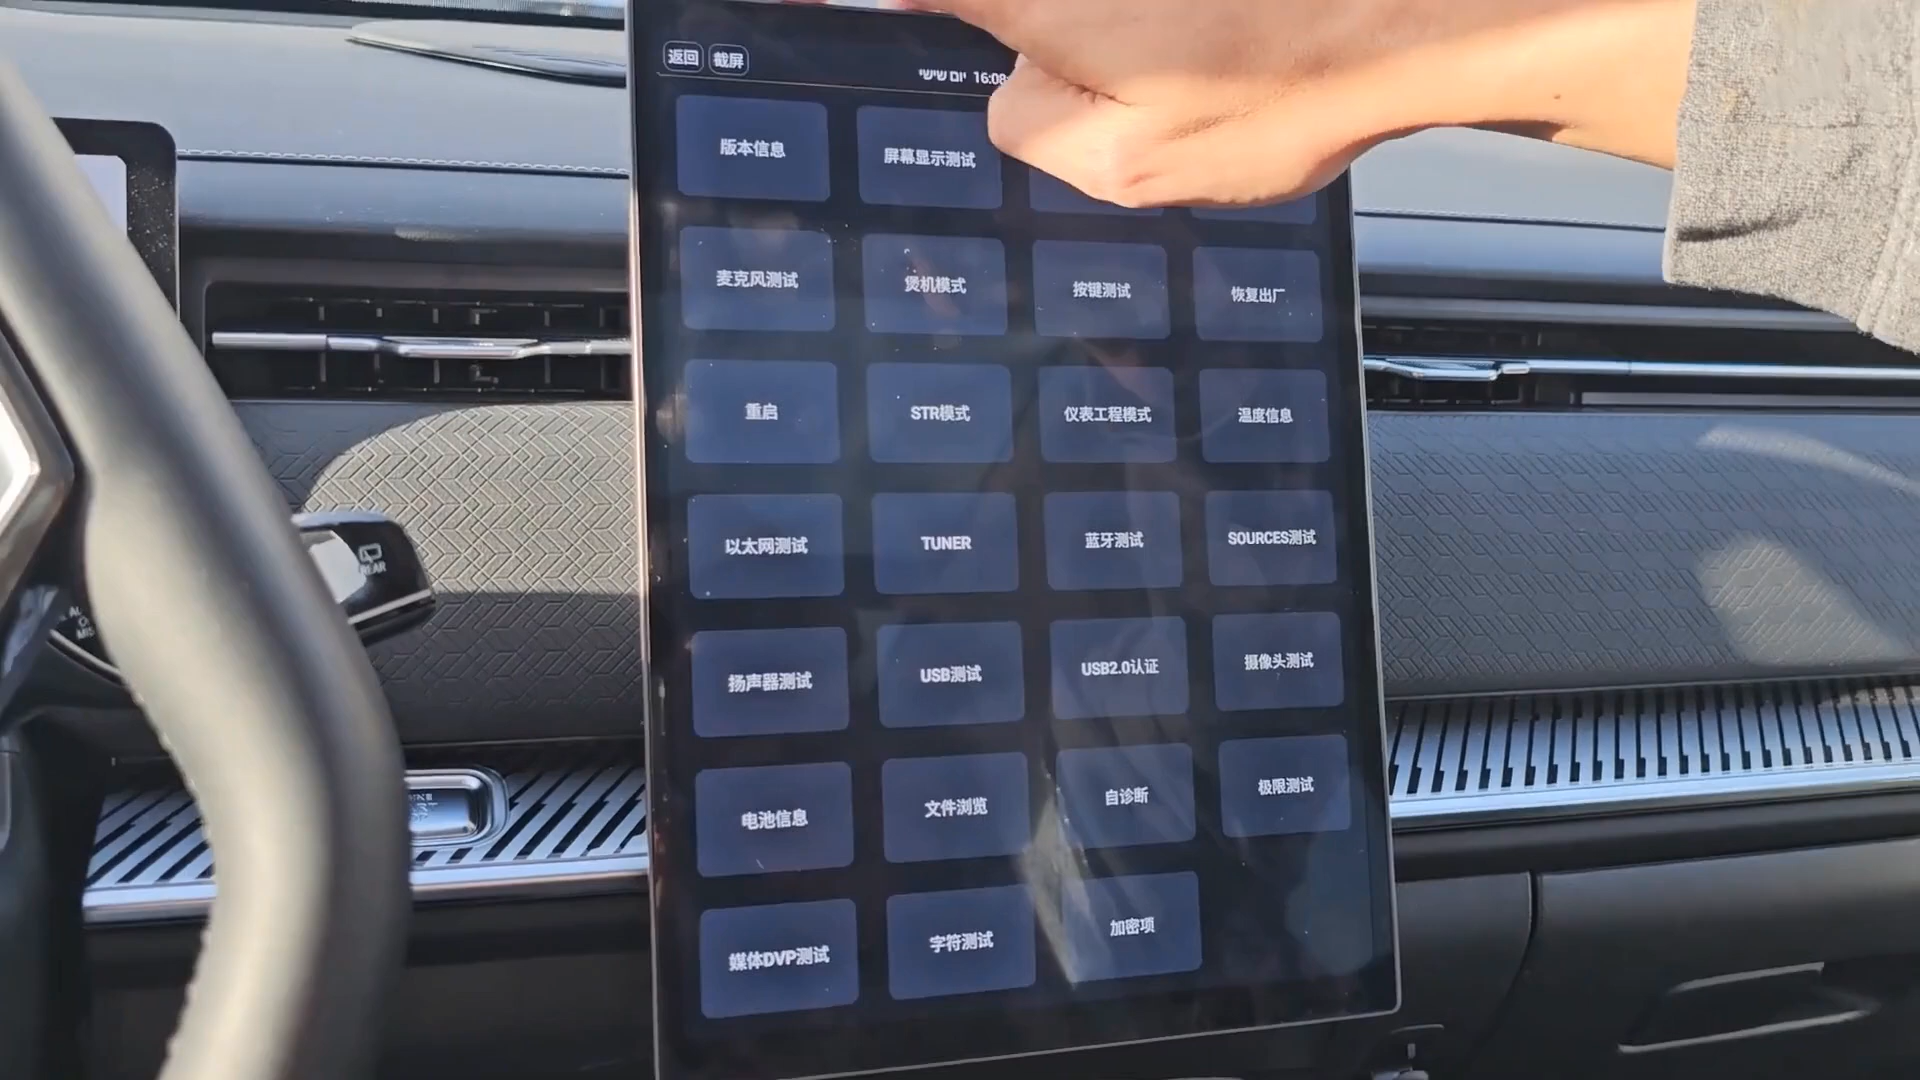 返回 截屏
יום שישי 16:08
版本信息 屏幕显示测试
麦克风测试 煲机模式 按键测试 恢复出厂
重启 STR模式 仪表工程模式 温度信息
以太网测试 TUNER 蓝牙测试 SOURCES测试
扬声器测试 USB测试 USB2.0认证 摄像头测试
电池信息 文件浏览 自诊断 极限测试
媒体DVP测试 字符测试 加密项
REAR